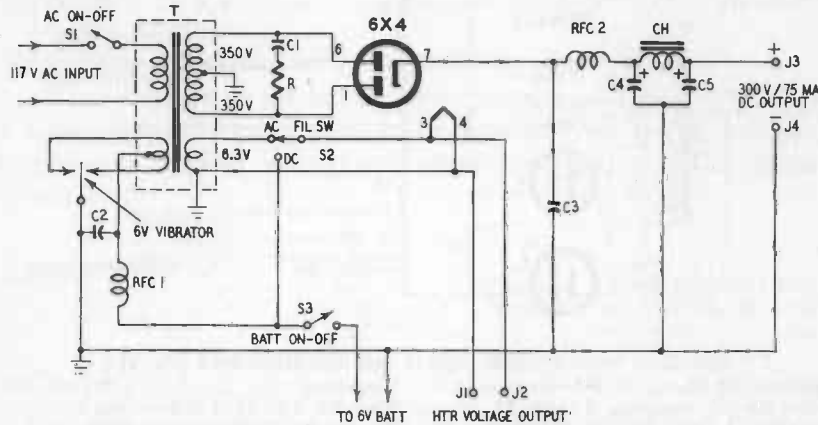 T
AC ON-OFF
S1
117 V AC INPUT
350 V
350 V
C1
R
6X4
6
7
1
RFC 2
CH
+
J3
C4
+
+
C5
300 V / 75 MA
DC OUTPUT
−
J4
6.3V
AC
FIL SW
DC
S2
3
4
C3
6V VIBRATOR
C2
RFC 1
S3
BATT ON-OFF
J1
J2
TO 6V BATT
HTR VOLTAGE OUTPUT